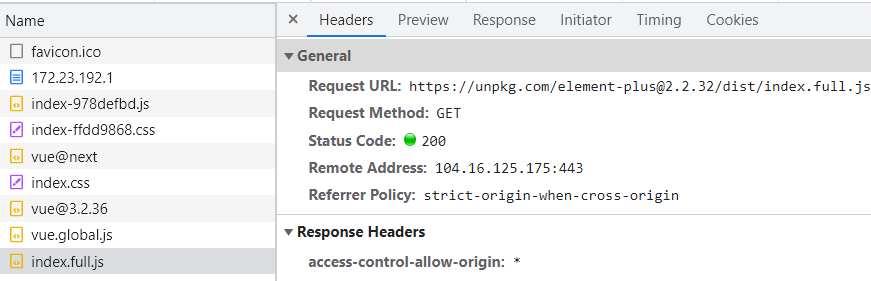 Name
favicon.ico
172.23.192.1
index-978defbd.js
index-ffdd9868.css
vue@next
index.css
vue@3.2.36
vue.global.js
index.full.js
× Headers Preview Response Initiator Timing Cookies
General
Request URL: https://unpkg.com/element-plus@2.2.32/dist/index.full.js
Request Method: GET
Status Code: 200
Remote Address: 104.16.125.175:443
Referrer Policy: strict-origin-when-cross-origin
Response Headers
access-control-allow-origin: *